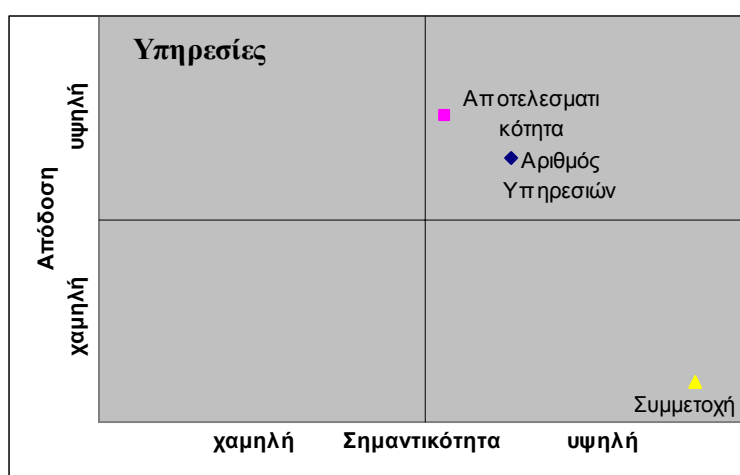 Υπηρεσίες
Αποτελεσματι
κότητα
Αριθμός
Υπηρεσιών
Συμμετοχή
υψηλή
Απόδοση
χαμηλή
χαμηλή Σημαντικότητα υψηλή